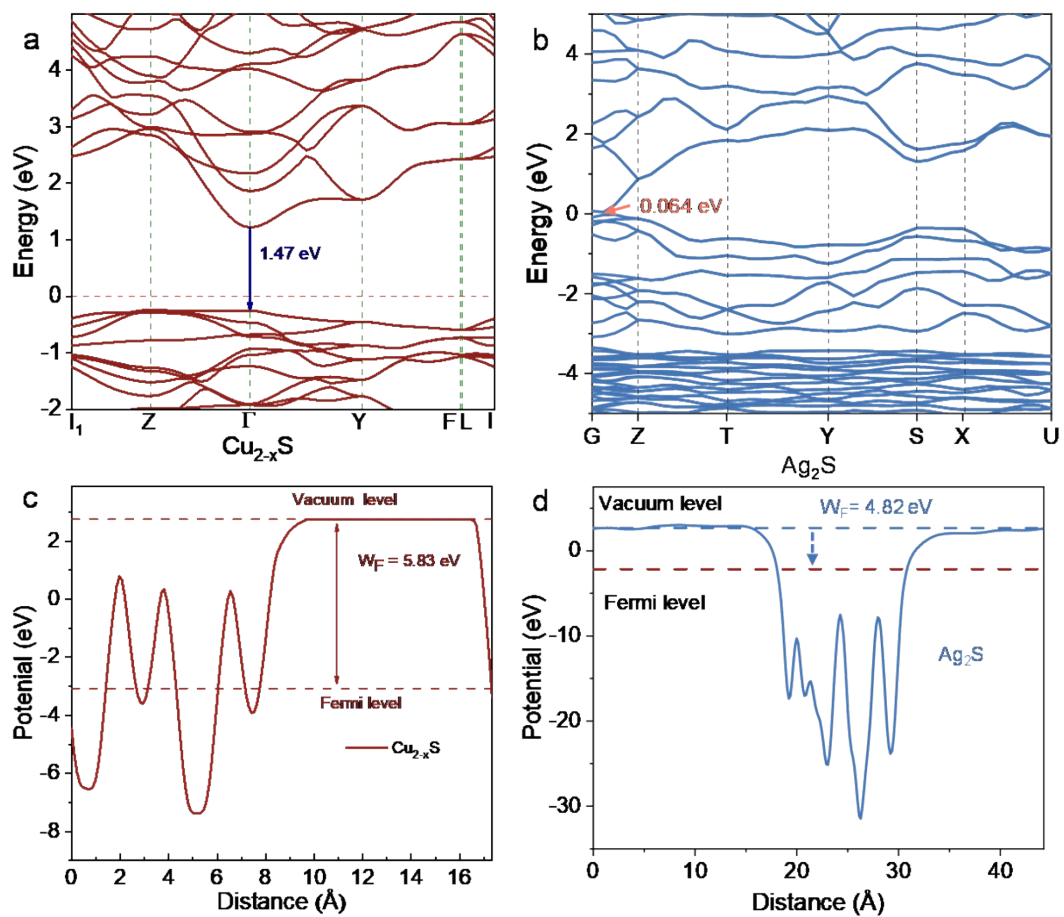 a
Energy (eV)
4
3
2
1
0
-1
-2
1.47 eV
I₁ Z Γ Y F L I
Cu₂₋ₓS
b
Energy (eV)
4
2
0
-2
-4
0.064 eV
G Z T Y S X U
Ag₂S
c
Potenial (eV)
2
0
-2
-4
-6
-8
Vacuum level
W_F = 5.83 eV
Fermi level
Cu₂₋ₓS
0 2 4 6 8 10 12 14 16
Distance (Å)
d
Potential (eV)
0
-10
-20
-30
Vacuum level
W_F = 4.82 eV
Fermi level
Ag₂S
0 10 20 30 40
Distance (Å)